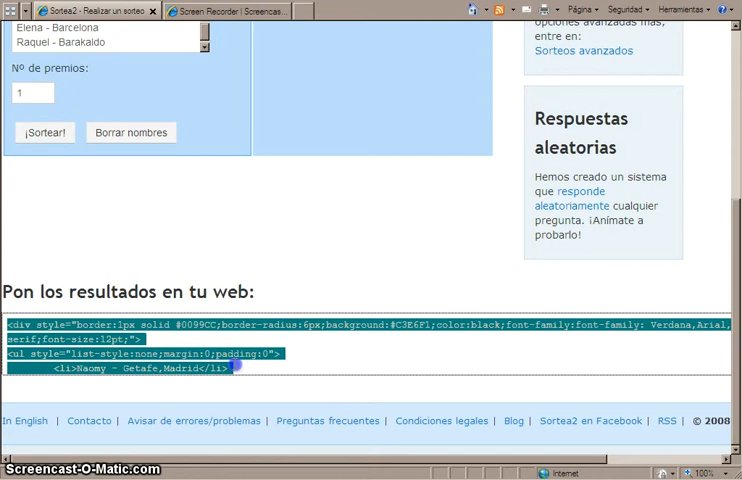 Sortea2 - Realizar un sorteo
Screen Recorder | Screencas...
Página
Seguridad
Herramientas
Elena - Barcelona
Raquel - Barakaldo
Nº de premios:
1
¡Sortear!
Borrar nombres
opciones avanzadas más,
entre en:
Sorteos avanzados
Respuestas
aleatorias
Hemos creado un sistema
que responde
aleatoriamente cualquier
pregunta. ¡Anímate a
probarlo!
Pon los resultados en tu web:
<div style="border:1px solid #0099CC;border-radius:6px;background:#C3E6F1;color:black;font-family:font-family: Verdana,Arial,
serif;font-size:12pt;">
<ul style="list-style:none;margin:0;padding:0">
<li>Naomy - Getafe,Madrid</li>
In English | Contacto | Avisar de errores/problemas | Preguntas frecuentes | Condiciones legales | Blog | Sortea2 en Facebook | RSS | © 2008
Screencast-O-Matic.com
Internet
100%